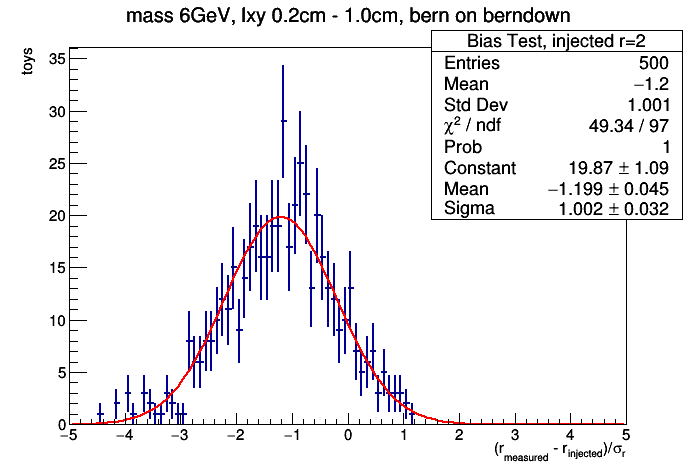 mass 6GeV, lxy 0.2cm - 1.0cm, bern on berndown
Bias Test, injected r=2
Entries 500
Mean −1.2
Std Dev 1.001
χ² / ndf 49.34 / 97
Prob 1
Constant 19.87 ± 1.09
Mean −1.199 ± 0.045
Sigma 1.002 ± 0.032
toys
35
30
25
20
15
10
5
0
−5 −4 −3 −2 −1 0 1 2 3 4 5
(r_measured - r_injected)/σ_r